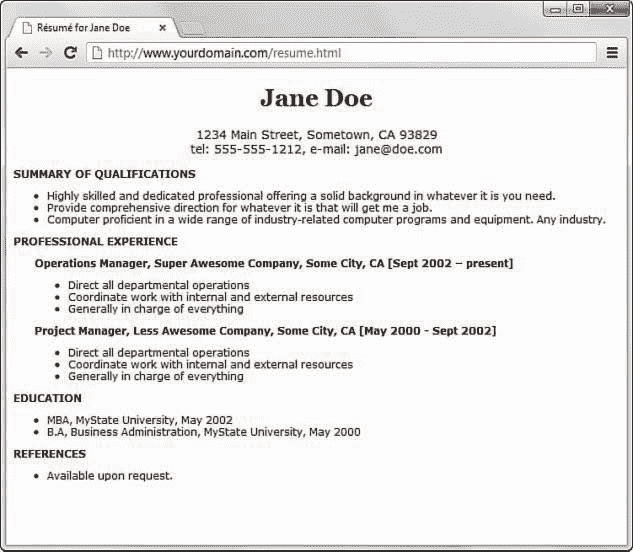 Résumé for Jane Doe
http://www.yourdomain.com/resume.html
Jane Doe
1234 Main Street, Sometown, CA 93829
tel: 555-555-1212, e-mail: jane@doe.com
SUMMARY OF QUALIFICATIONS
• Highly skilled and dedicated professional offering a solid background in whatever it is you need.
• Provide comprehensive direction for whatever it is that will get me a job.
• Computer proficient in a wide range of industry-related computer programs and equipment. Any industry.
PROFESSIONAL EXPERIENCE
Operations Manager, Super Awesome Company, Some City, CA [Sept 2002 – present]
• Direct all departmental operations
• Coordinate work with internal and external resources
• Generally in charge of everything
Project Manager, Less Awesome Company, Some City, CA [May 2000 - Sept 2002]
• Direct all departmental operations
• Coordinate work with internal and external resources
• Generally in charge of everything
EDUCATION
• MBA, MyState University, May 2002
• B.A, Business Administration, MyState University, May 2000
REFERENCES
• Available upon request.